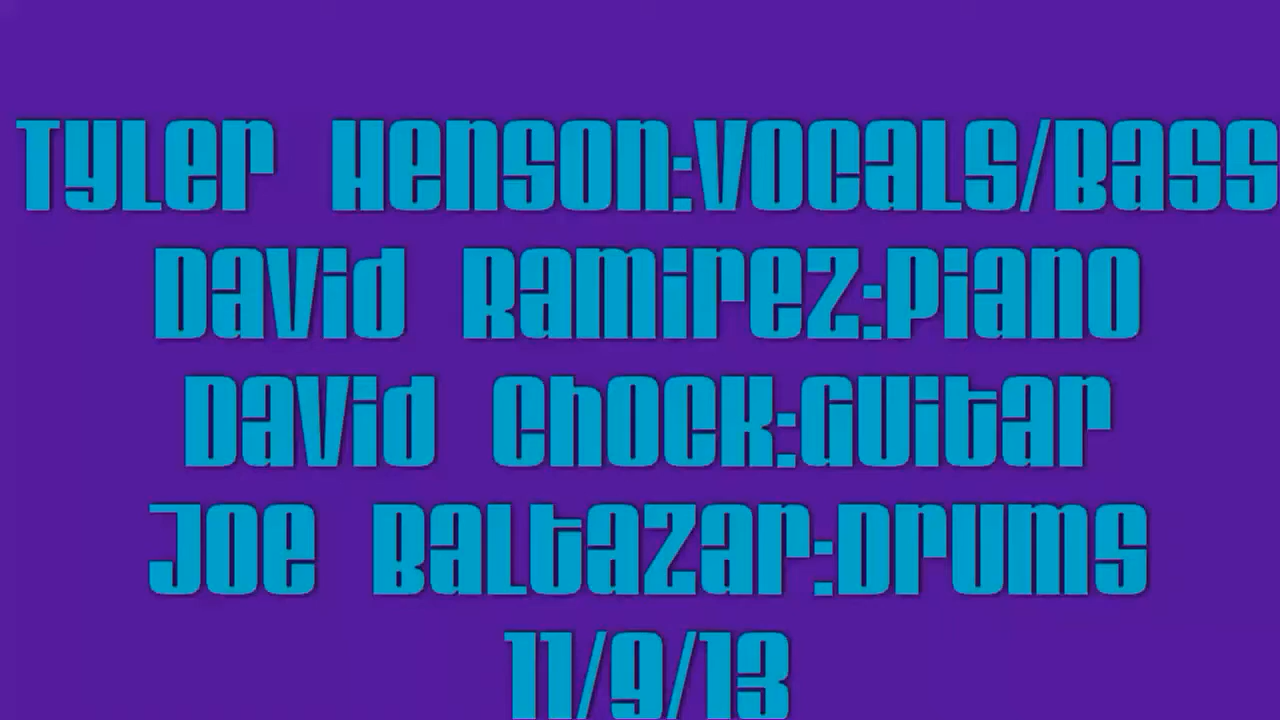 Tyler Henson:Vocals/Bass
David Ramirez:Piano
David Chock:Guitar
Joe Baltazar:Drums
11/9/13